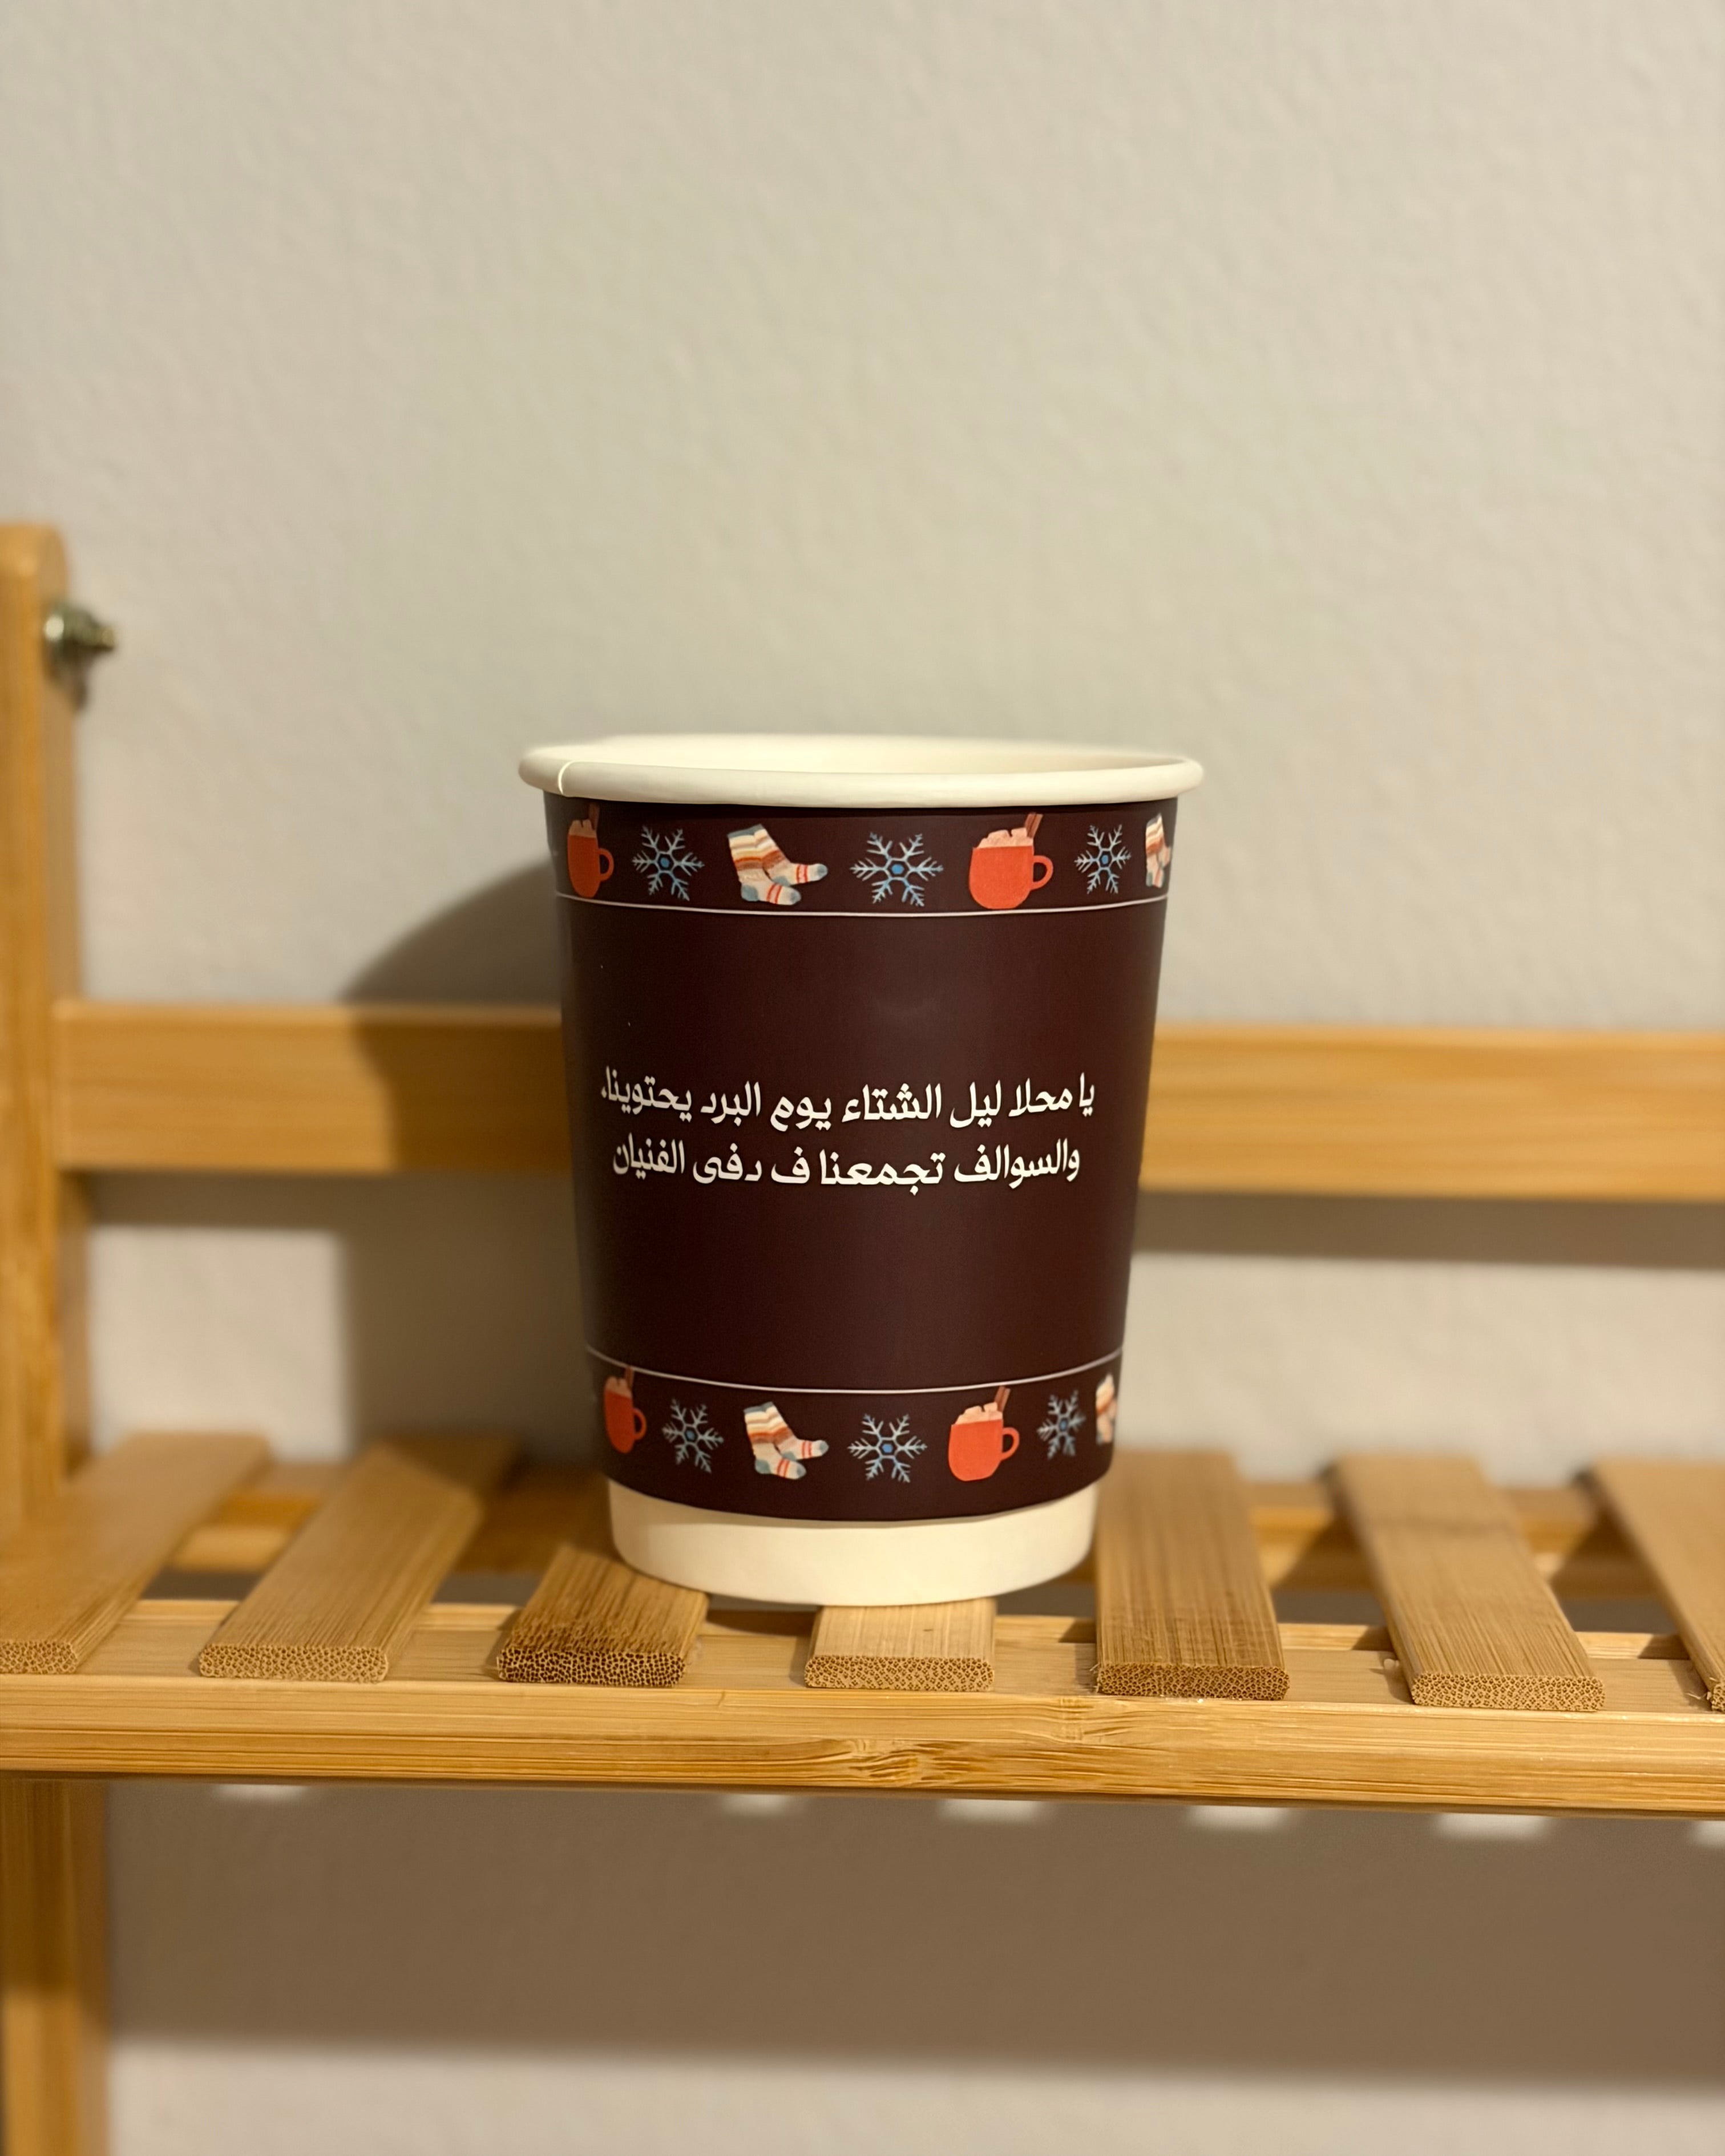 يا محلا ليل الشتاء يوم البرد يحتوينا،
والسوالف تجمعنا ف دفى الفنيان